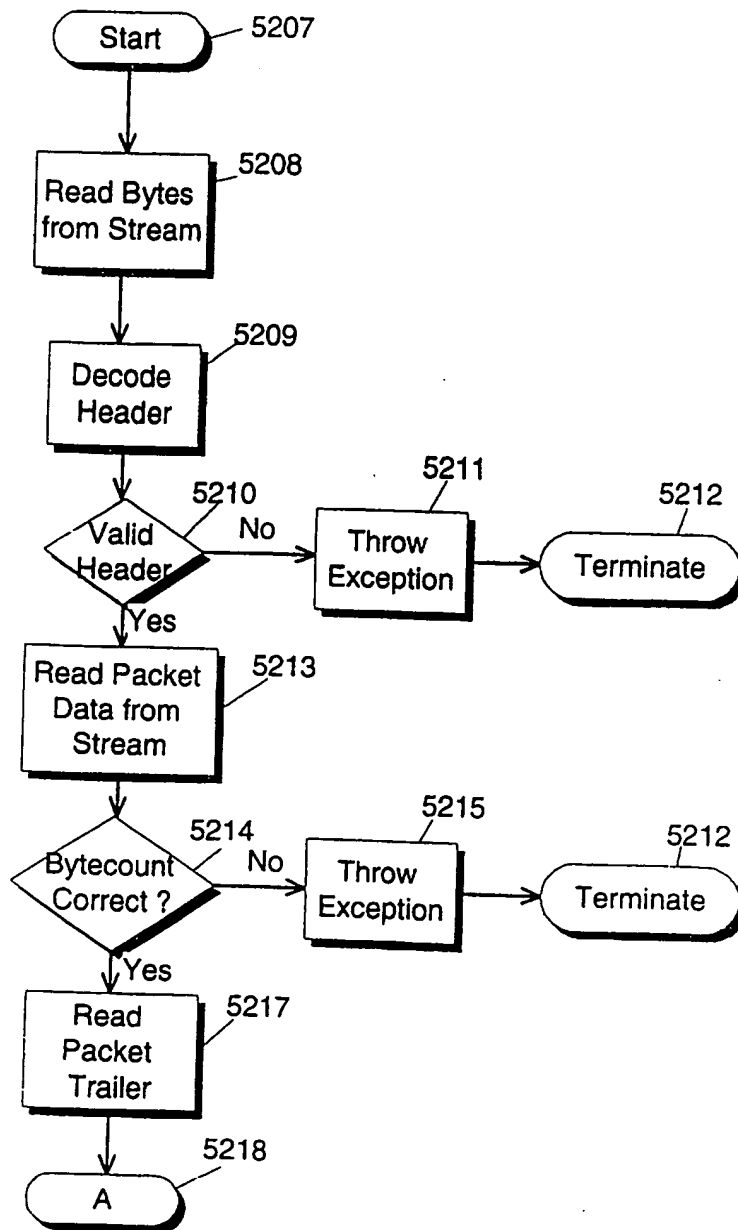 Start
5207
5208
Read Bytes
from Stream
5209
Decode
Header
5210
Valid
Header
No
5211
Throw
Exception
5212
Terminate
Yes
Read Packet
Data from
Stream
5213
5214
Bytecount
Correct ?
No
5215
Throw
Exception
5212
Terminate
Yes
5217
Read
Packet
Trailer
5218
A